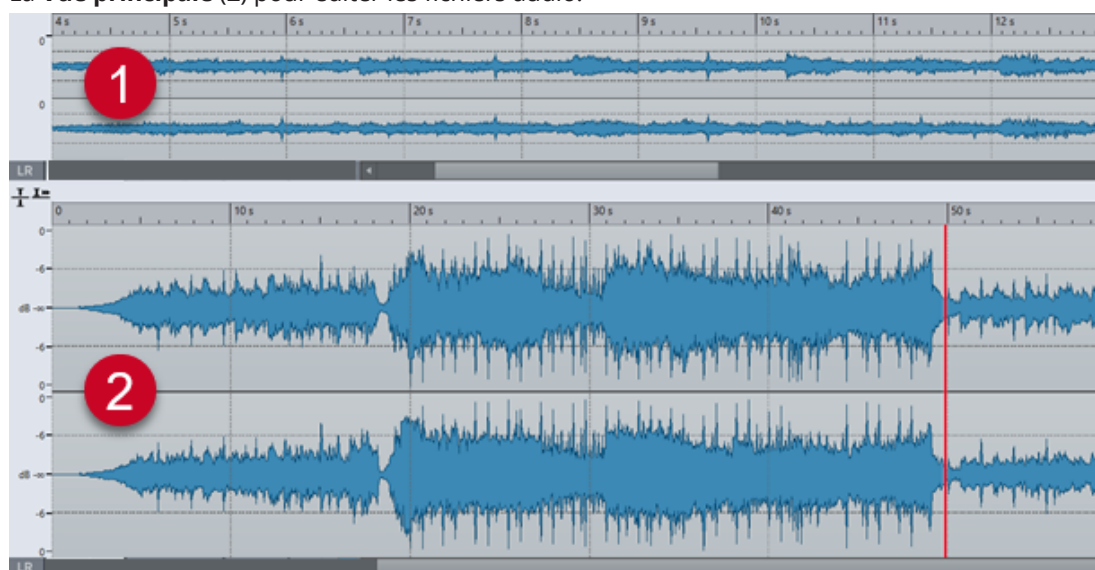 La Vue principale (2) pour éditer les fichiers audio.
4 s 5 s 6 s 7 s 8 s 9 s 10 s 11 s 12 s
0
1
0
LR
0 10 s 20 s 30 s 40 s 50 s
0
-6
dB -∞
-6
0
0
-6
2
dB -∞
-6
0
LR